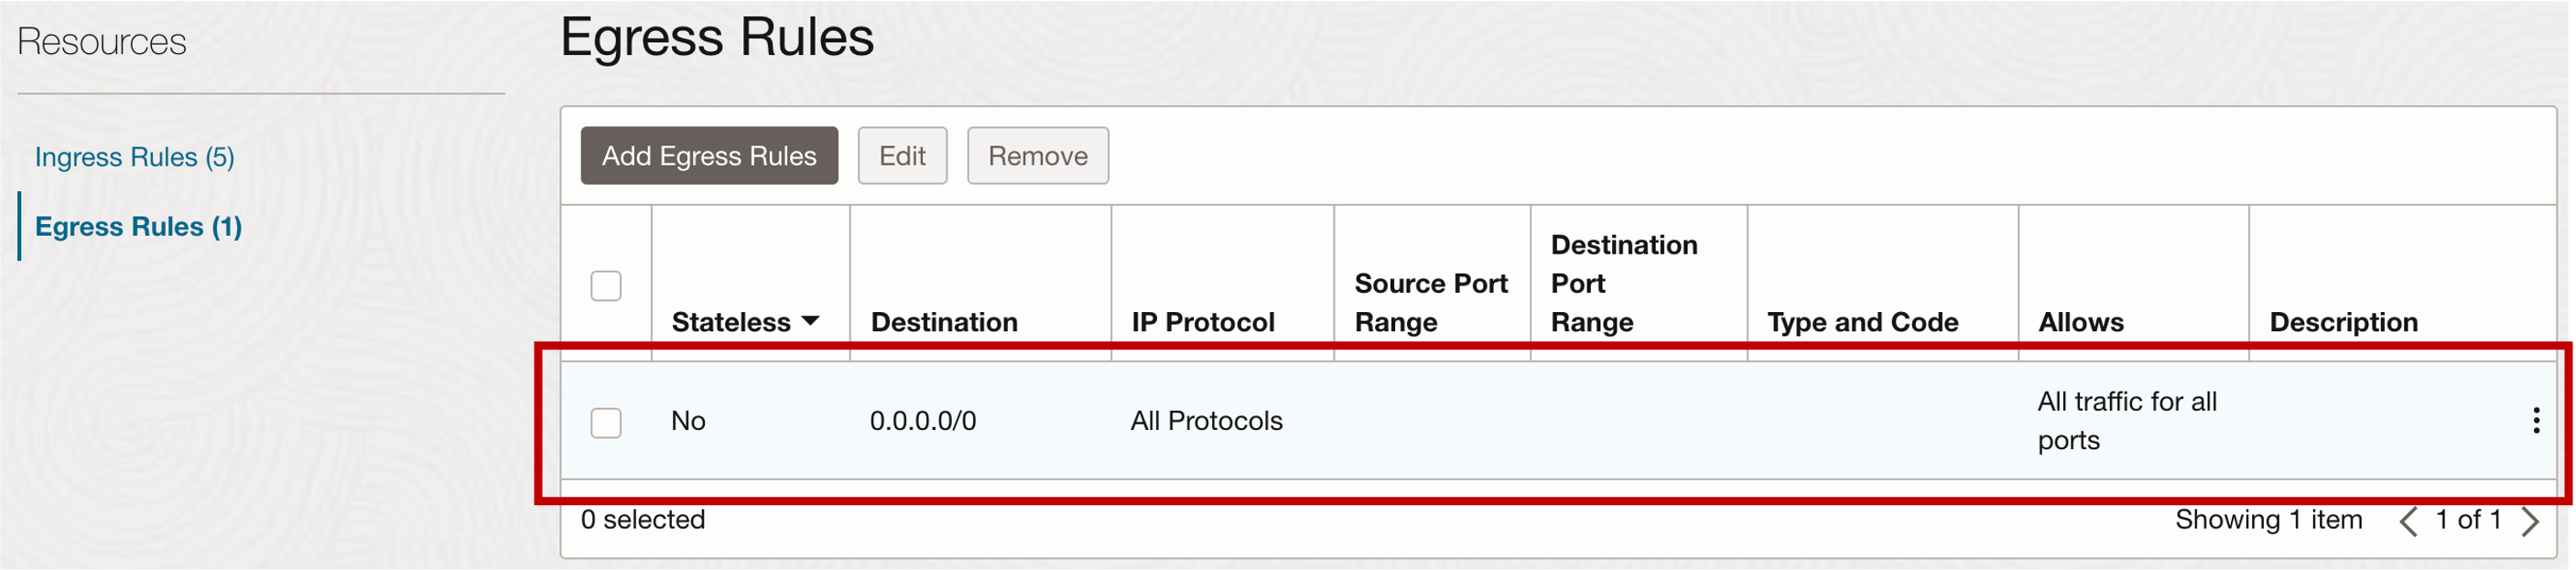 Resources
Ingress Rules (5)
Egress Rules (1)
Egress Rules
Add Egress Rules Edit Remove
Stateless Destination IP Protocol Source Port Range Destination Port Range Type and Code Allows Description
No 0.0.0.0/0 All Protocols All traffic for all ports
0 selected Showing 1 item 1 of 1